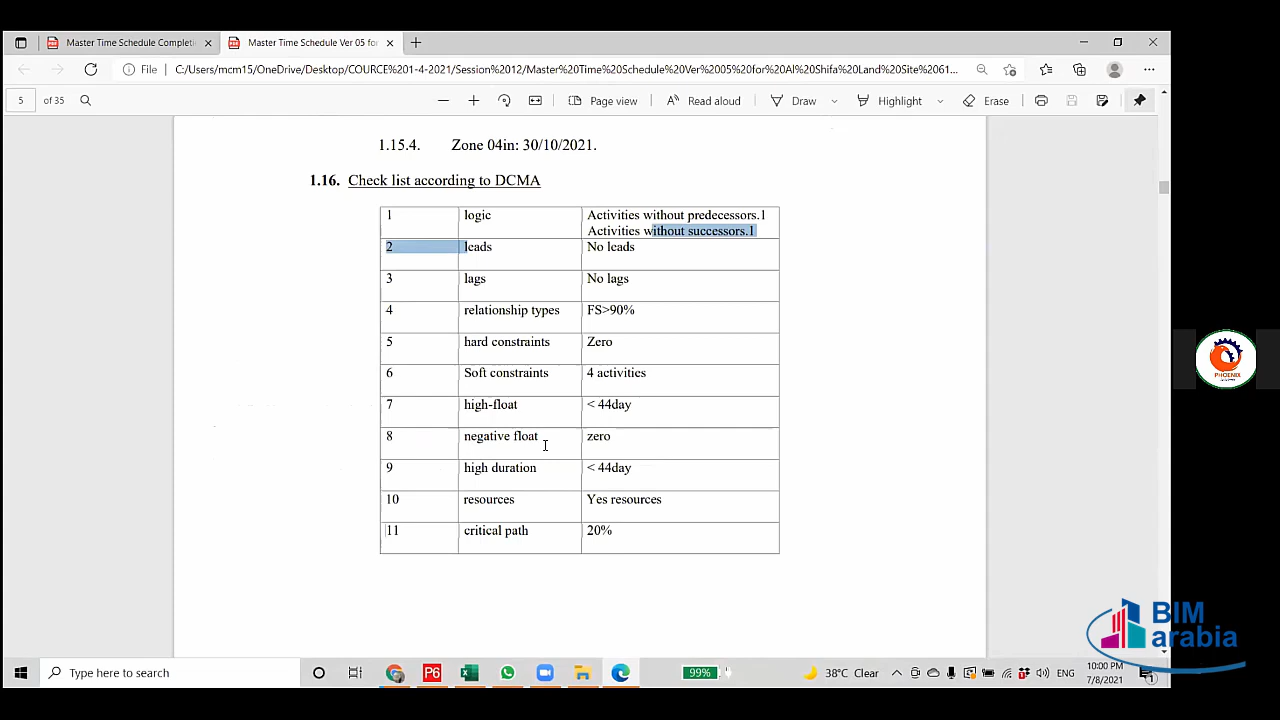 Master Time Schedule Complete
Master Time Schedule Ver 05 for
File
C:/Users/mcm15/OneDrive/Desktop/COURCE%201-4-2021/Session%2012/Master%20Time%20Schedule%20Ver%2005%20for%20Al%20Shifa%20Land%20Site%2061...
5 of 35
Page view
Read aloud
Draw
Highlight
Erase
1.15.4. Zone 04in: 30/10/2021.
1.16. Check list according to DCMA
1 logic Activities without predecessors.1
Activities without successors.1
2 leads No leads
3 lags No lags
4 relationship types FS>90%
5 hard constraints Zero
6 Soft constraints 4 activities
7 high-float < 44day
8 negative float zero
9 high duration < 44day
10 resources Yes resources
11 critical path 20%
PHOENIX
BIM
arabia
Type here to search
P6
99%
38°C Clear
ENG
10:00 PM
7/8/2021
1